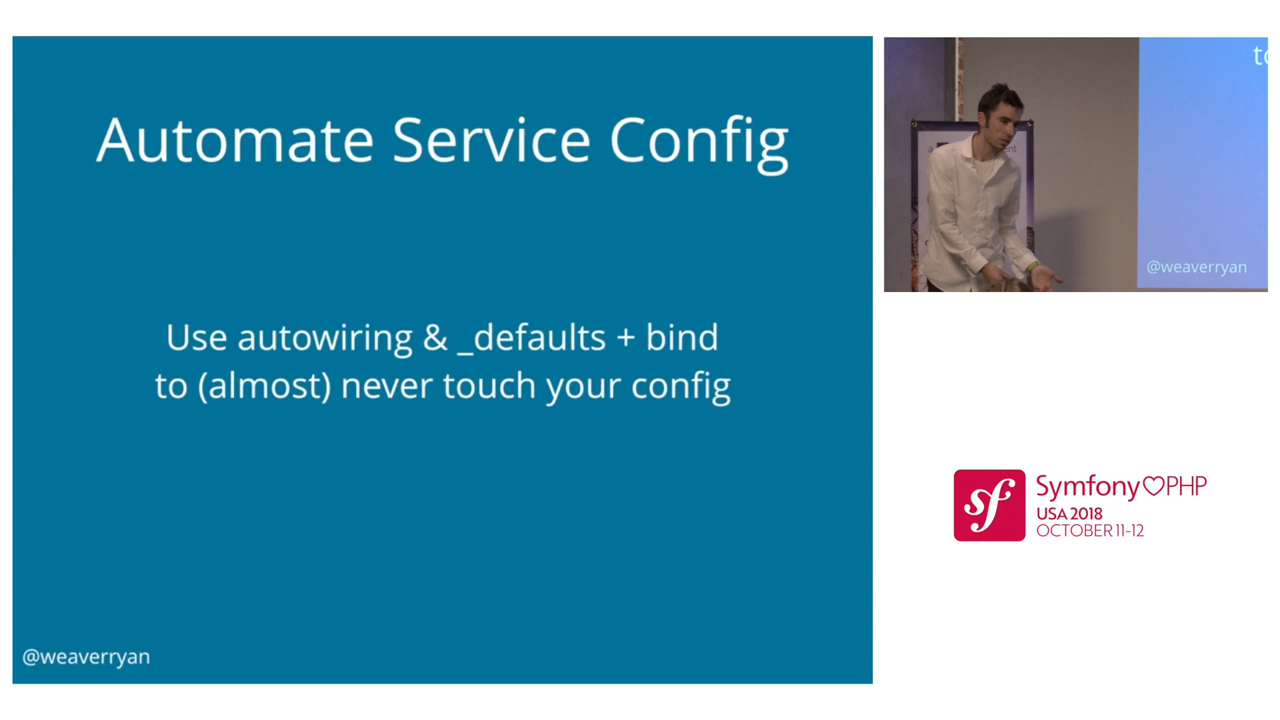 Automate Service Config
Use autowiring & _defaults + bind
to (almost) never touch your config
@weaverryan
to
@weaverryan
Symfony♡PHP
USA 2018
OCTOBER 11-12